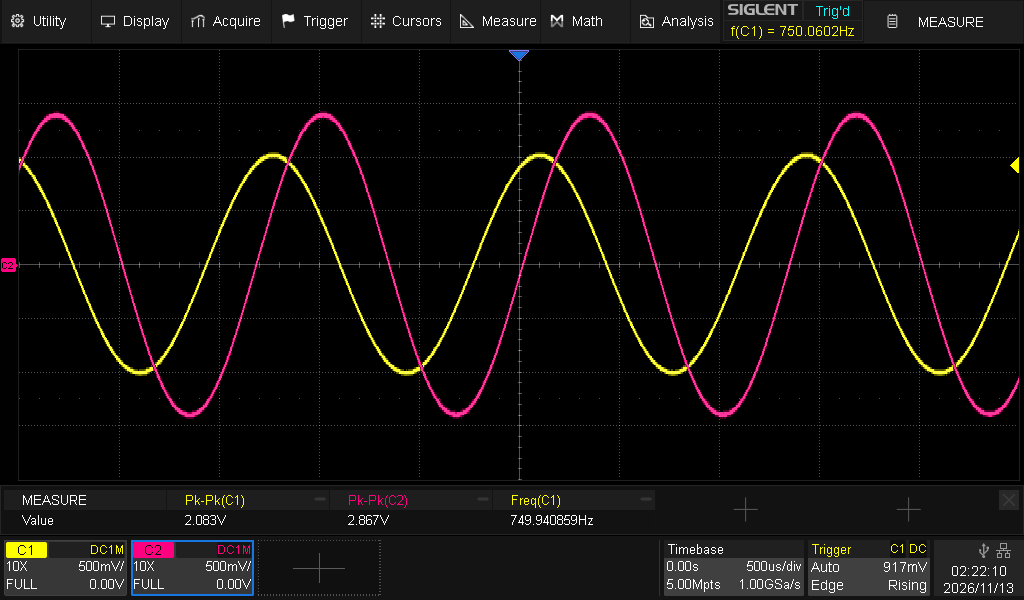 Utility
Display
Acquire
Trigger
Cursors
Measure
Math
Analysis
SIGLENT Trig'd
f(C1) = 750.0602Hz
MEASURE
C2
MEASURE Pk-Pk(C1) Pk-Pk(C2) Freq(C1)
Value 2.083V 2.867V 749.940859Hz
C1 DC1M
10X 500mV/
FULL 0.00V
C2 DC1M
10X 500mV/
FULL 0.00V
Timebase
0.00s 500us/div
5.00Mpts 1.00GSa/s
Trigger C1 DC
Auto 917mV
Edge Rising
02:22:10
2026/11/13